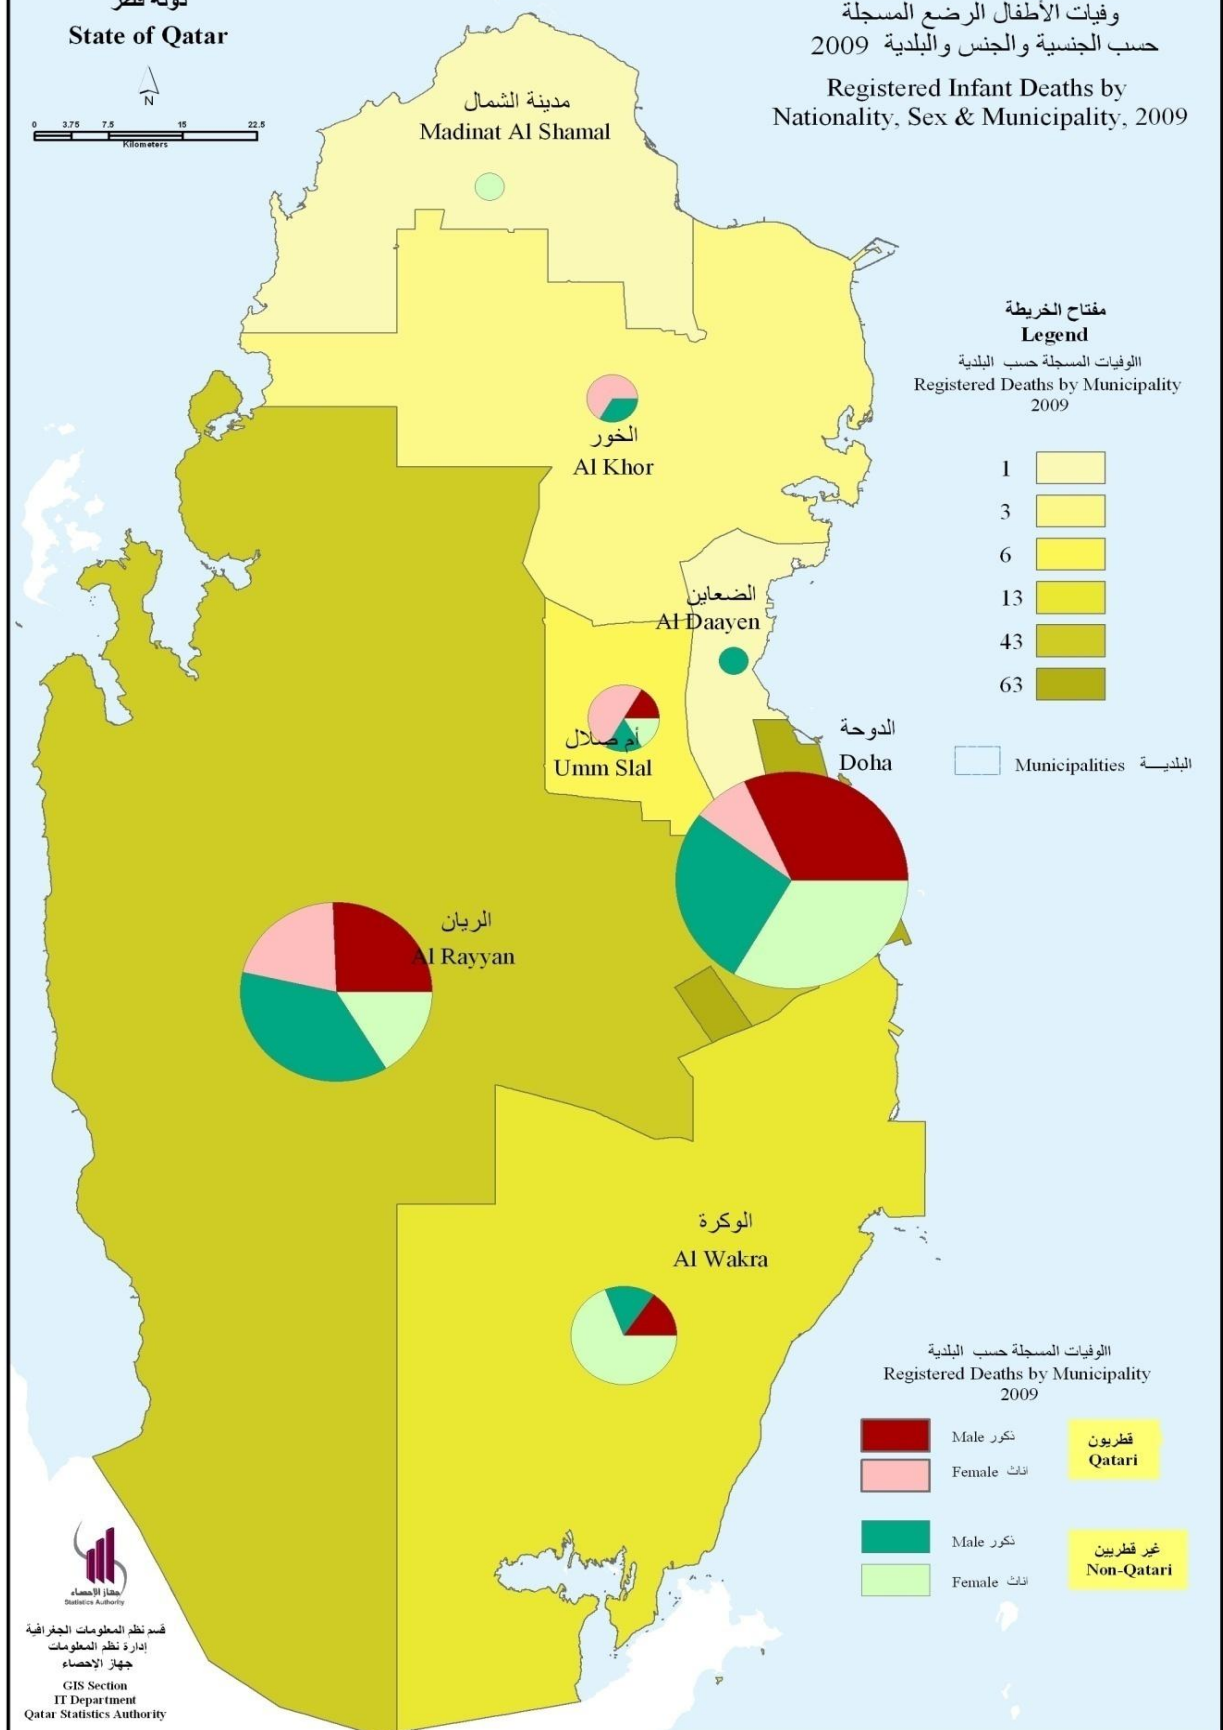 دولة قطر
State of Qatar
N
0 3.75 7.5 15 22.5
Kilometers
وفيات الأطفال الرضع المسجلة
حسب الجنسية والجنس والبلدية 2009
Registered Infant Deaths by
Nationality, Sex & Municipality, 2009
مدينة الشمال
Madinat Al Shamal
مفتاح الخريطة
Legend
االوفيات المسجلة حسب البلدية
Registered Deaths by Municipality
2009
1
3
6
13
43
63
Municipalities البلديـــة
الخور
Al Khor
الضعاين
Al Daayen
أم صلال
Umm Slal
الدوحة
Doha
الريان
Al Rayyan
الوكرة
Al Wakra
االوفيات المسجلة حسب البلدية
Registered Deaths by Municipality
2009
Male ذكور
Female اناث
قطريون
Qatari
Male ذكور
Female اناث
غير قطريين
Non-Qatari
جهاز الإحصاء
Statistics Authority
قسم نظم المعلومات الجغرافية
إدارة نظم المعلومات
جهاز الإحصاء
GIS Section
IT Department
Qatar Statistics Authority